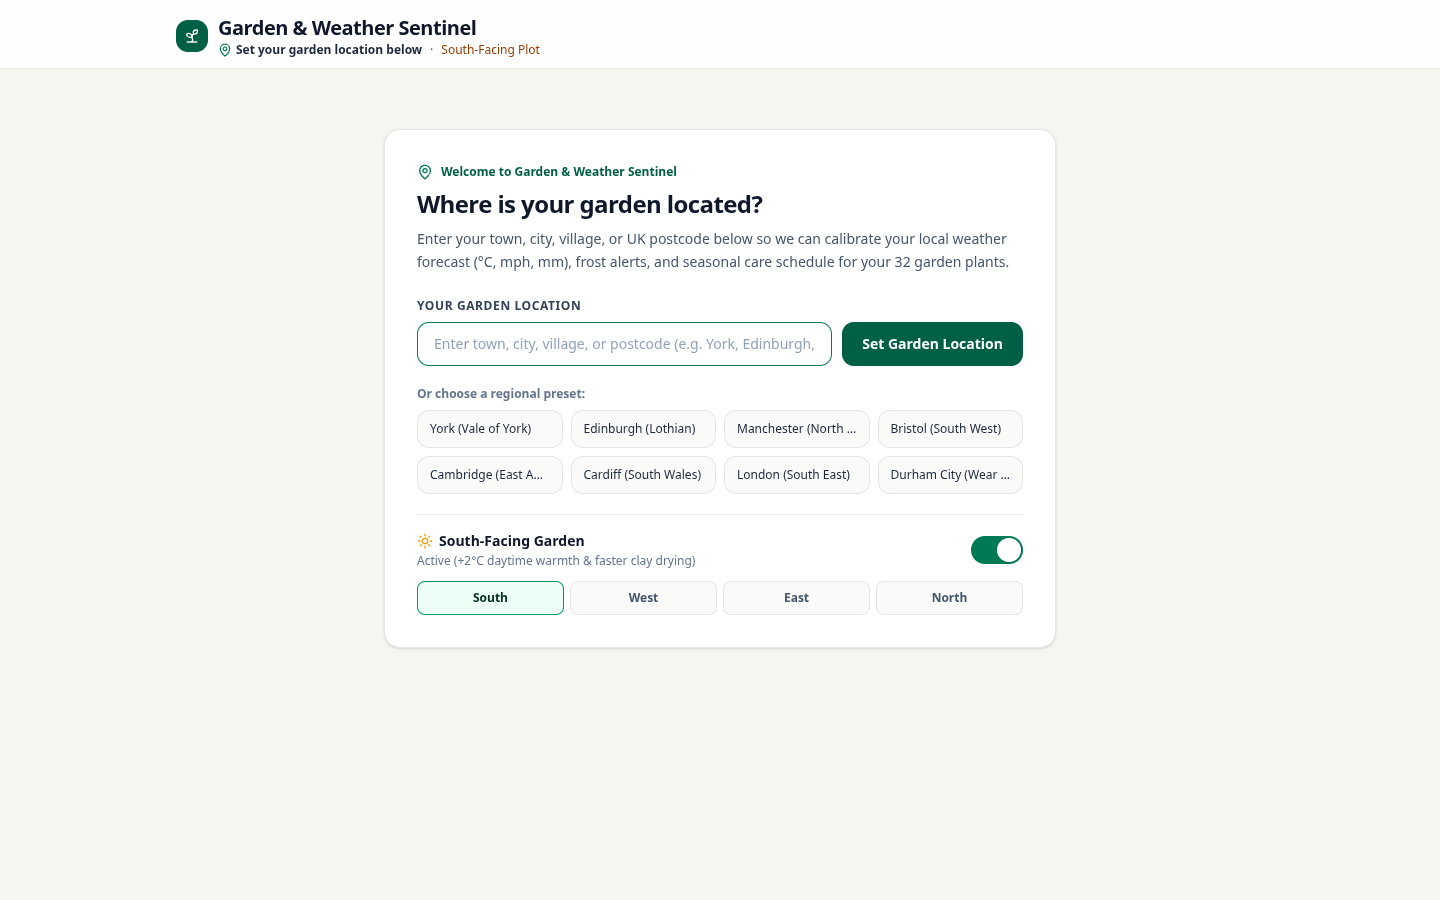 Garden & Weather Sentinel
Set your garden location below · South-Facing Plot
Welcome to Garden & Weather Sentinel
Where is your garden located?
Enter your town, city, village, or UK postcode below so we can calibrate your local weather
forecast (°C, mph, mm), frost alerts, and seasonal care schedule for your 32 garden plants.
YOUR GARDEN LOCATION
Enter town, city, village, or postcode (e.g. York, Edinburgh,
Set Garden Location
Or choose a regional preset:
York (Vale of York)
Edinburgh (Lothian)
Manchester (North ...
Bristol (South West)
Cambridge (East A...
Cardiff (South Wales)
London (South East)
Durham City (Wear ...
South-Facing Garden
Active (+2°C daytime warmth & faster clay drying)
South
West
East
North